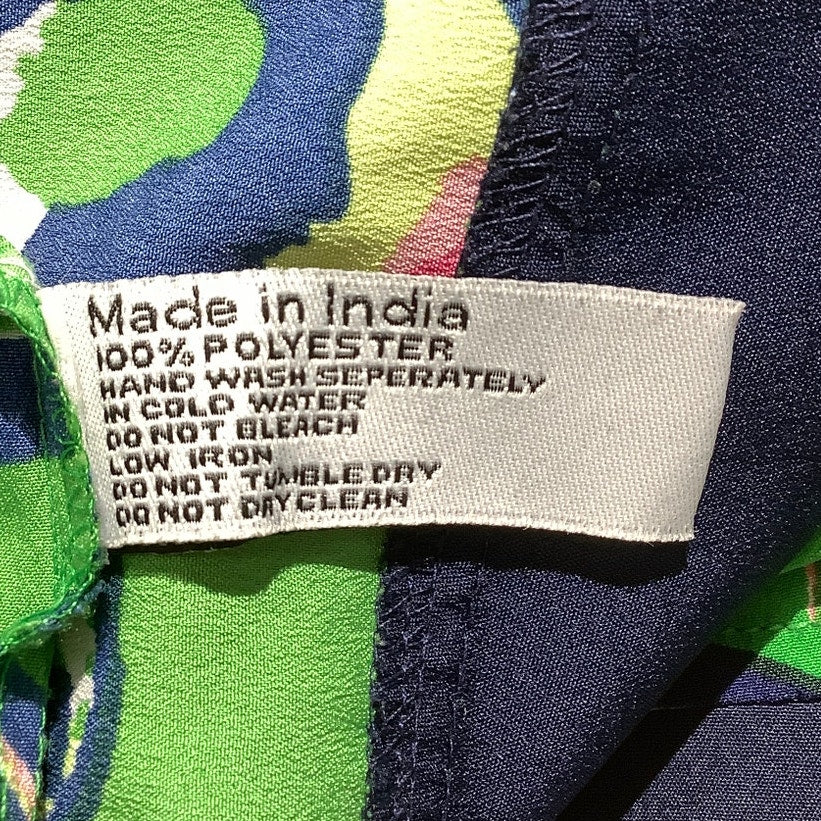 Made in India
100% POLYESTER
HAND WASH SEPERATELY
IN COLD WATER
DO NOT BLEACH
LOW IRON
DO NOT TUMBLE DRY
DO NOT DRYCLEAN